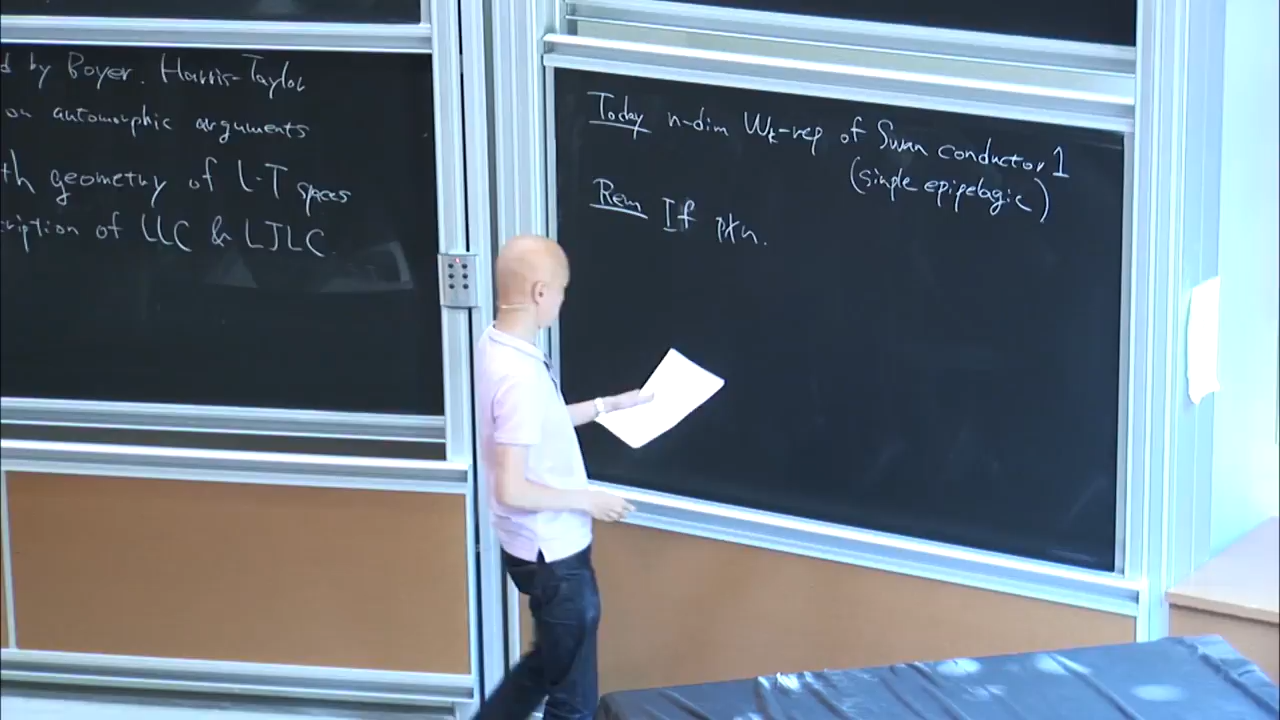 d by Boyer. Harris-Taylor
on automorphic arguments
th geometry of L-T spaces
ription of LLC & LJLC.
Today n-dim W_k-rep of Swan conductor 1
(simple epipelagic)
Rem If p∤n.